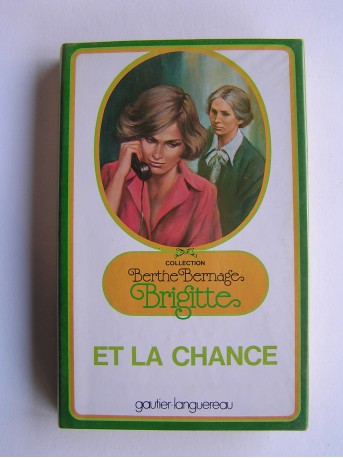 COLLECTION
Berthe Bernage
Brigitte
ET LA CHANCE
gautier-languereau